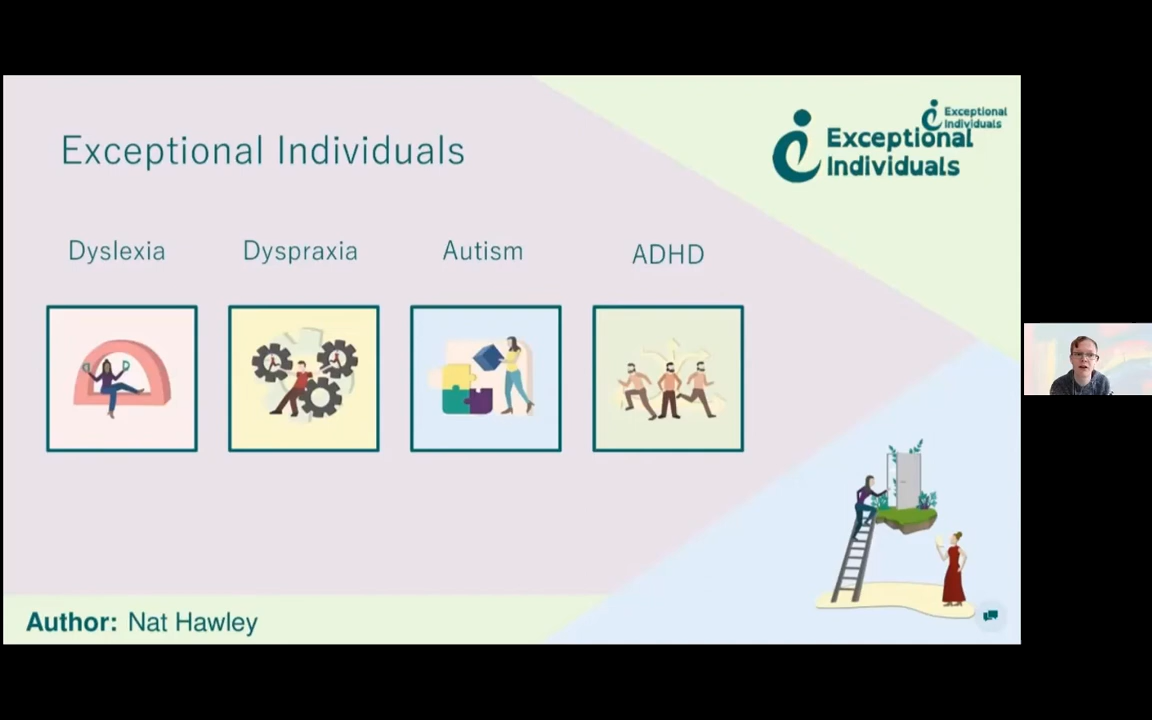 Exceptional Individuals
Exceptional
Individuals
Exceptional
Individuals
Dyslexia
Dyspraxia
Autism
ADHD
Author: Nat Hawley